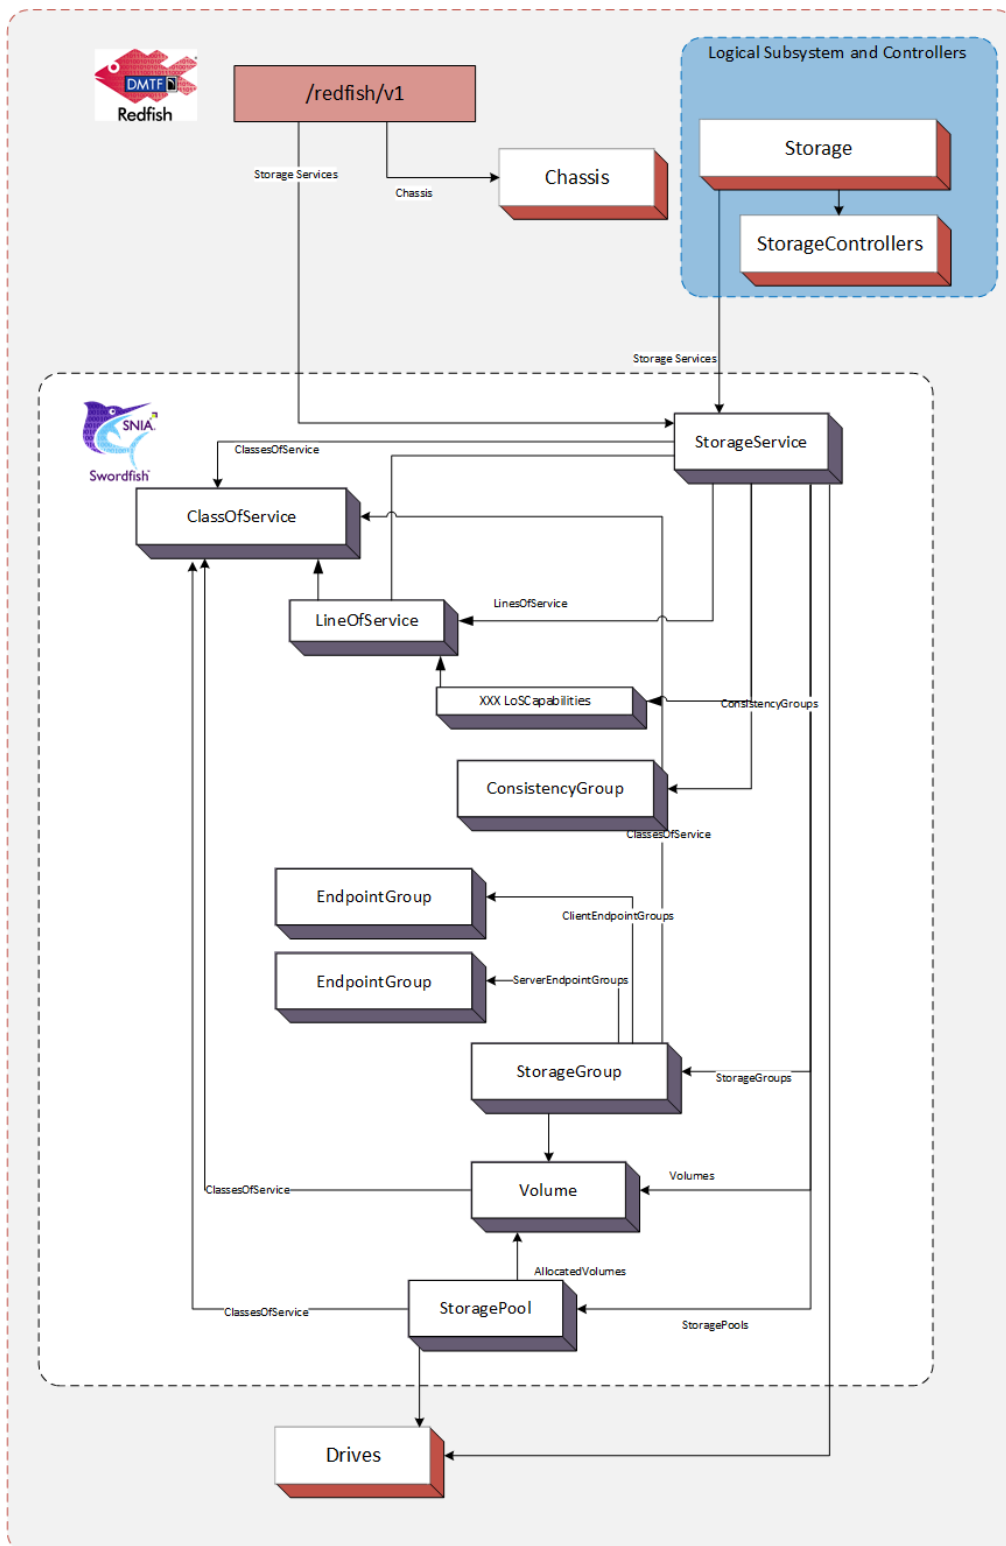 Logical Subsystem and Controllers
DMTF
Redfish
/redfish/v1
Storage
Storage Services
Chassis
Chassis
StorageControllers
Storage Services
SNIA
Swordfish
StorageService
ClassesOfService
ClassOfService
LinesOfService
LineOfService
XXX LoSCapabilities
ConsistencyGroups
ConsistencyGroup
ClassesOfService
EndpointGroup
ClientEndpointGroups
EndpointGroup
ServerEndpointGroups
StorageGroup
StorageGroups
Volumes
ClassesOfService
Volume
AllocatedVolumes
ClassesOfService
StoragePool
StoragePools
Drives